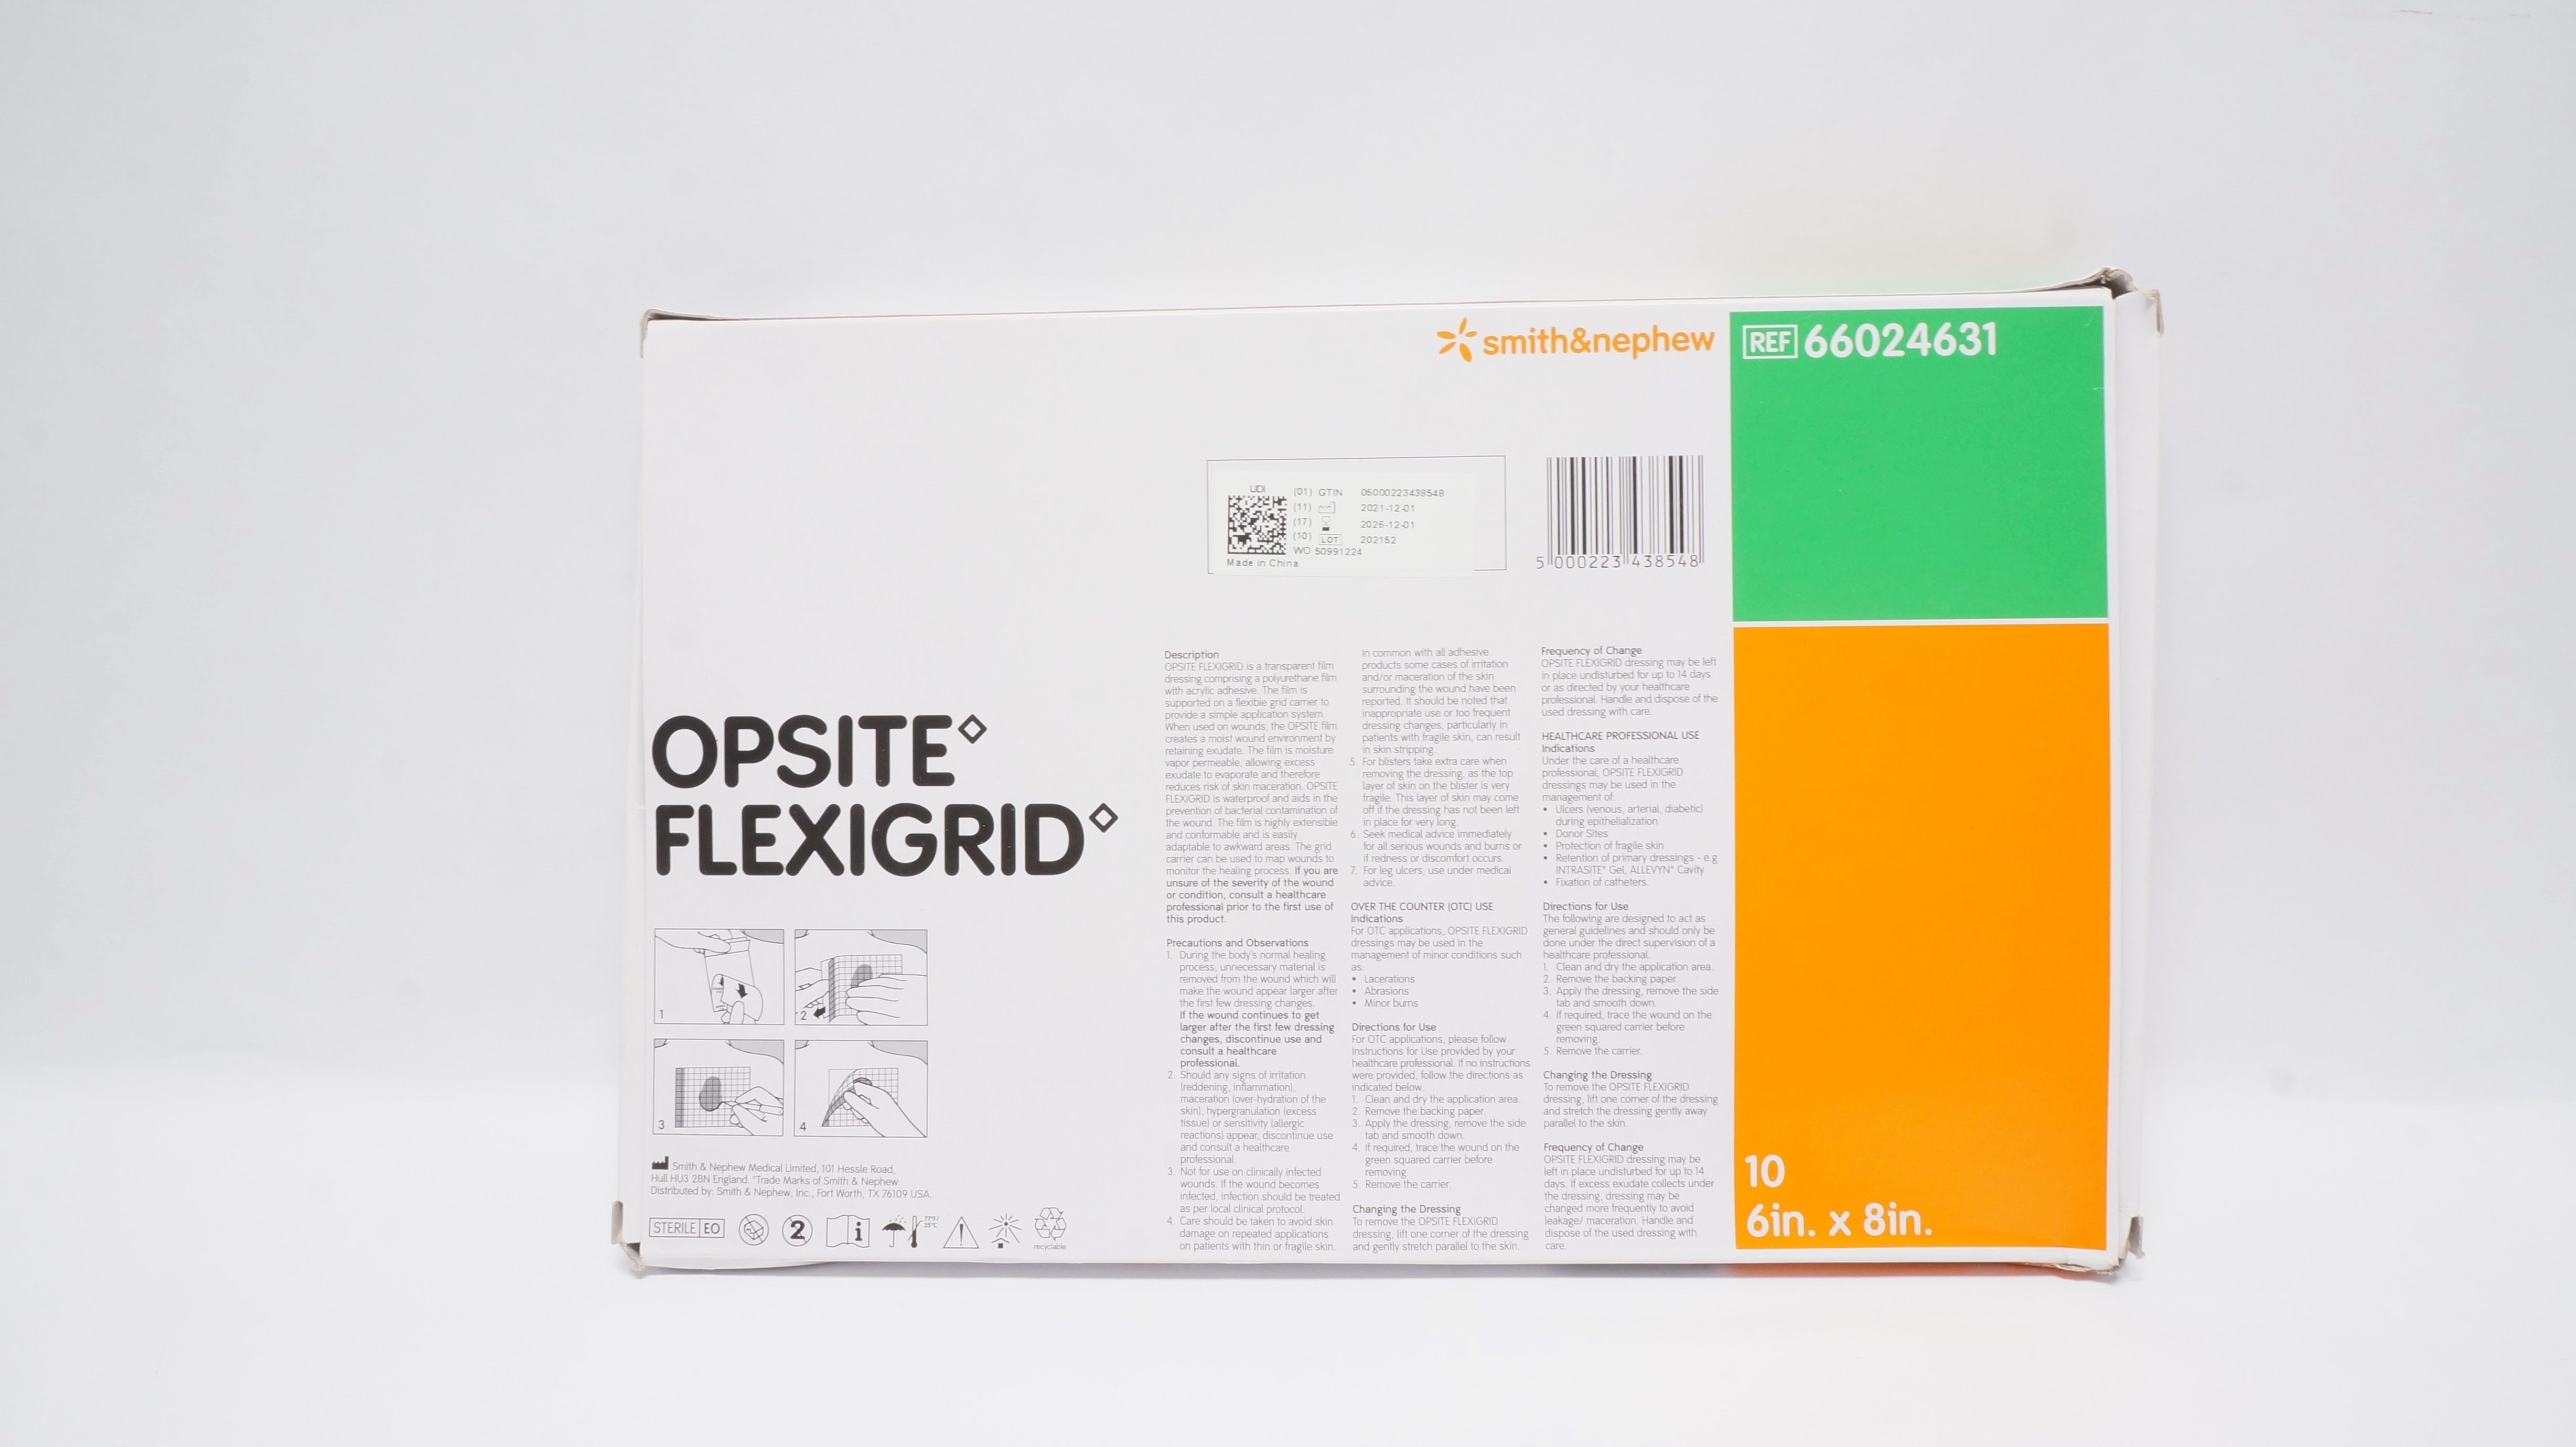 smith&nephew
REF 66024631
UDI
(01) GTIN 05000223438548
(11) 2021-12-01
(17) 2026-12-01
(10) LOT 202152
WO 50991224
Made in China
5 000223 438548
OPSITE◇
FLEXIGRID◇
1
2
3
4
Smith & Nephew Medical Limited, 101 Hessle Road,
Hull HU3 2BN England. ◇Trade Marks of Smith & Nephew
Distributed by: Smith & Nephew, Inc., Fort Worth, TX 76109 USA.
STERILE EO
2
i
77°F/
25°C
recyclable
Description
OPSITE FLEXIGRID is a transparent film
dressing comprising a polyurethane film
with acrylic adhesive. The film is
supported on a flexible grid carrier to
provide a simple application system.
When used on wounds, the OPSITE film
creates a moist wound environment by
retaining exudate. The film is moisture
vapor permeable, allowing excess
exudate to evaporate and therefore
reduces risk of skin maceration. OPSITE
FLEXIGRID is waterproof and aids in the
prevention of bacterial contamination of
the wound. The film is highly extensible
and conformable and is easily
adaptable to awkward areas. The grid
carrier can be used to map wounds to
monitor the healing process. If you are
unsure of the severity of the wound
or condition, consult a healthcare
professional prior to the first use of
this product.
Precautions and Observations
1. During the body's normal healing
process, unnecessary material is
removed from the wound which will
make the wound appear larger after
the first few dressing changes.
If the wound continues to get
larger after the first few dressing
changes, discontinue use and
consult a healthcare
professional.
2. Should any signs of irritation
(reddening, inflammation),
maceration (over-hydration of the
skin), hypergranulation (excess
tissue) or sensitivity (allergic
reactions) appear, discontinue use
and consult a healthcare
professional.
3. Not for use on clinically infected
wounds. If the wound becomes
infected, infection should be treated
as per local clinical protocol.
4. Care should be taken to avoid skin
damage on repeated applications
on patients with thin or fragile skin.
In common with all adhesive
products some cases of irritation
and/or maceration of the skin
surrounding the wound have been
reported. It should be noted that
inappropriate use or too frequent
dressing changes, particularly in
patients with fragile skin, can result
in skin stripping.
5. For blisters take extra care when
removing the dressing, as the top
layer of skin on the blister is very
fragile. This layer of skin may come
off if the dressing has not been left
in place for very long.
6. Seek medical advice immediately
for all serious wounds and burns or
if redness or discomfort occurs.
7. For leg ulcers, use under medical
advice.
OVER THE COUNTER (OTC) USE
Indications
For OTC applications, OPSITE FLEXIGRID
dressings may be used in the
management of minor conditions such
as:
• Lacerations
• Abrasions
• Minor burns
Directions for Use
For OTC applications, please follow
Instructions for Use provided by your
healthcare professional. If no instructions
were provided, follow the directions as
indicated below.
1. Clean and dry the application area.
2. Remove the backing paper.
3. Apply the dressing, remove the side
tab and smooth down.
4. If required, trace the wound on the
green squared carrier before
removing.
5. Remove the carrier.
Changing the Dressing
To remove the OPSITE FLEXIGRID
dressing, lift one corner of the dressing
and gently stretch parallel to the skin.
Frequency of Change
OPSITE FLEXIGRID dressing may be left
in place undisturbed for up to 14 days
or as directed by your healthcare
professional. Handle and dispose of the
used dressing with care.
HEALTHCARE PROFESSIONAL USE
Indications
Under the care of a healthcare
professional, OPSITE FLEXIGRID
dressings may be used in the
management of:
• Ulcers (venous, arterial, diabetic)
during epithelialization
• Donor Sites
• Protection of fragile skin
• Retention of primary dressings - e.g
INTRASITE◇ Gel, ALLEVYN◇ Cavity
• Fixation of catheters.
Directions for Use
The following are designed to act as
general guidelines and should only be
done under the direct supervision of a
healthcare professional.
1. Clean and dry the application area.
2. Remove the backing paper.
3. Apply the dressing, remove the side
tab and smooth down.
4. If required, trace the wound on the
green squared carrier before
removing.
5. Remove the carrier.
Changing the Dressing
To remove the OPSITE FLEXIGRID
dressing, lift one corner of the dressing
and stretch the dressing gently away
parallel to the skin.
Frequency of Change
OPSITE FLEXIGRID dressing may be
left in place undisturbed for up to 14
days. If excess exudate collects under
the dressing, dressing may be
changed more frequently to avoid
leakage/ maceration. Handle and
dispose of the used dressing with
care.
10
6in. x 8in.